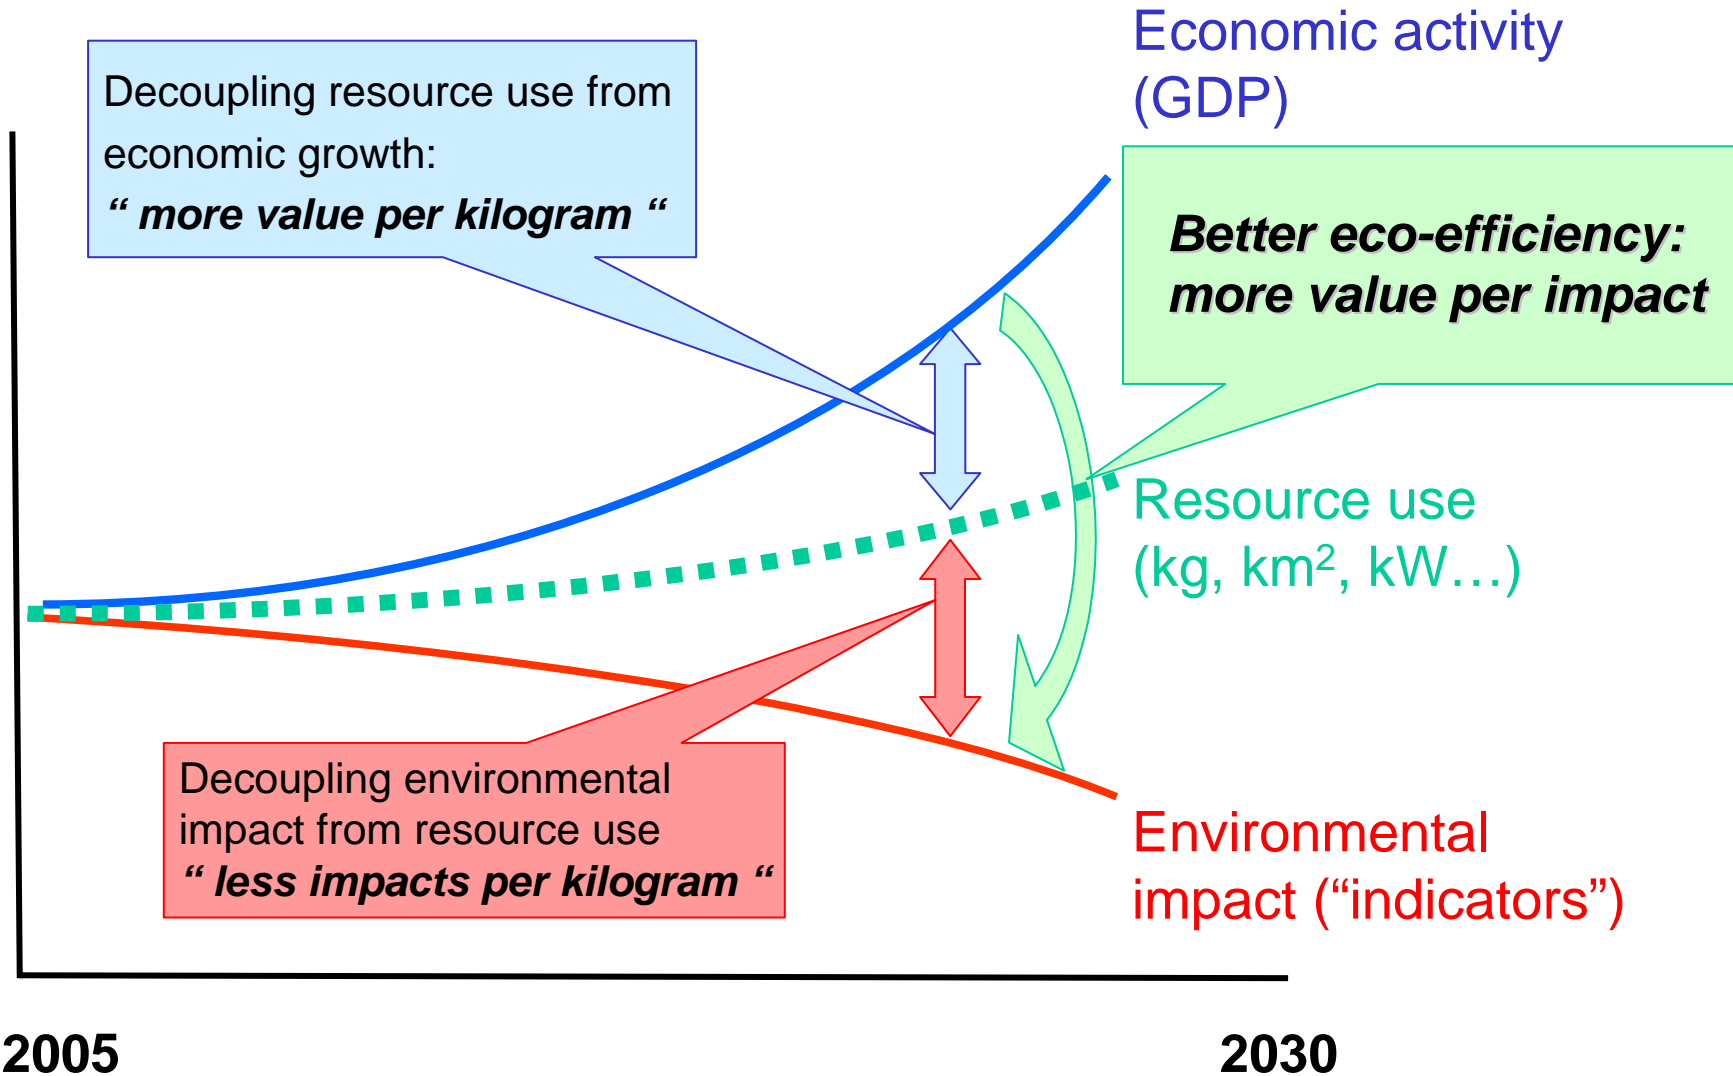 Economic activity
(GDP)
Decoupling resource use from
economic growth:
“ more value per kilogram “
Better eco-efficiency:
more value per impact
Resource use
(kg, km², kW…)
Decoupling environmental
impact from resource use
“ less impacts per kilogram “
Environmental
impact (“indicators”)
2005
2030